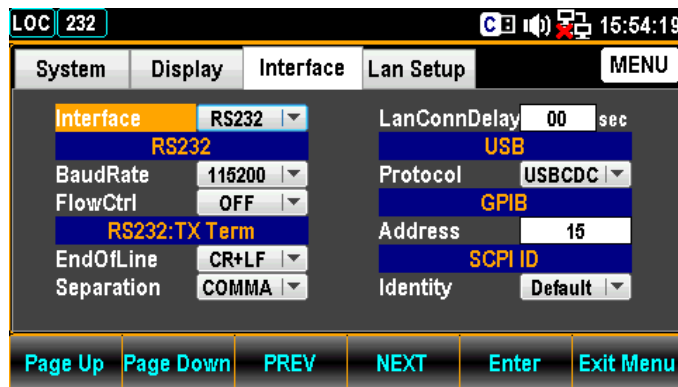 LOC 232 C 15:54:19
System Display Interface Lan Setup MENU
Interface RS232
RS232
BaudRate 115200
FlowCtrl OFF
RS232:TX Term
EndOfLine CR+LF
Separation COMMA
LanConnDelay 00 sec
USB
Protocol USBCDC
GPIB
Address 15
SCPI ID
Identity Default
Page Up Page Down PREV NEXT Enter Exit Menu